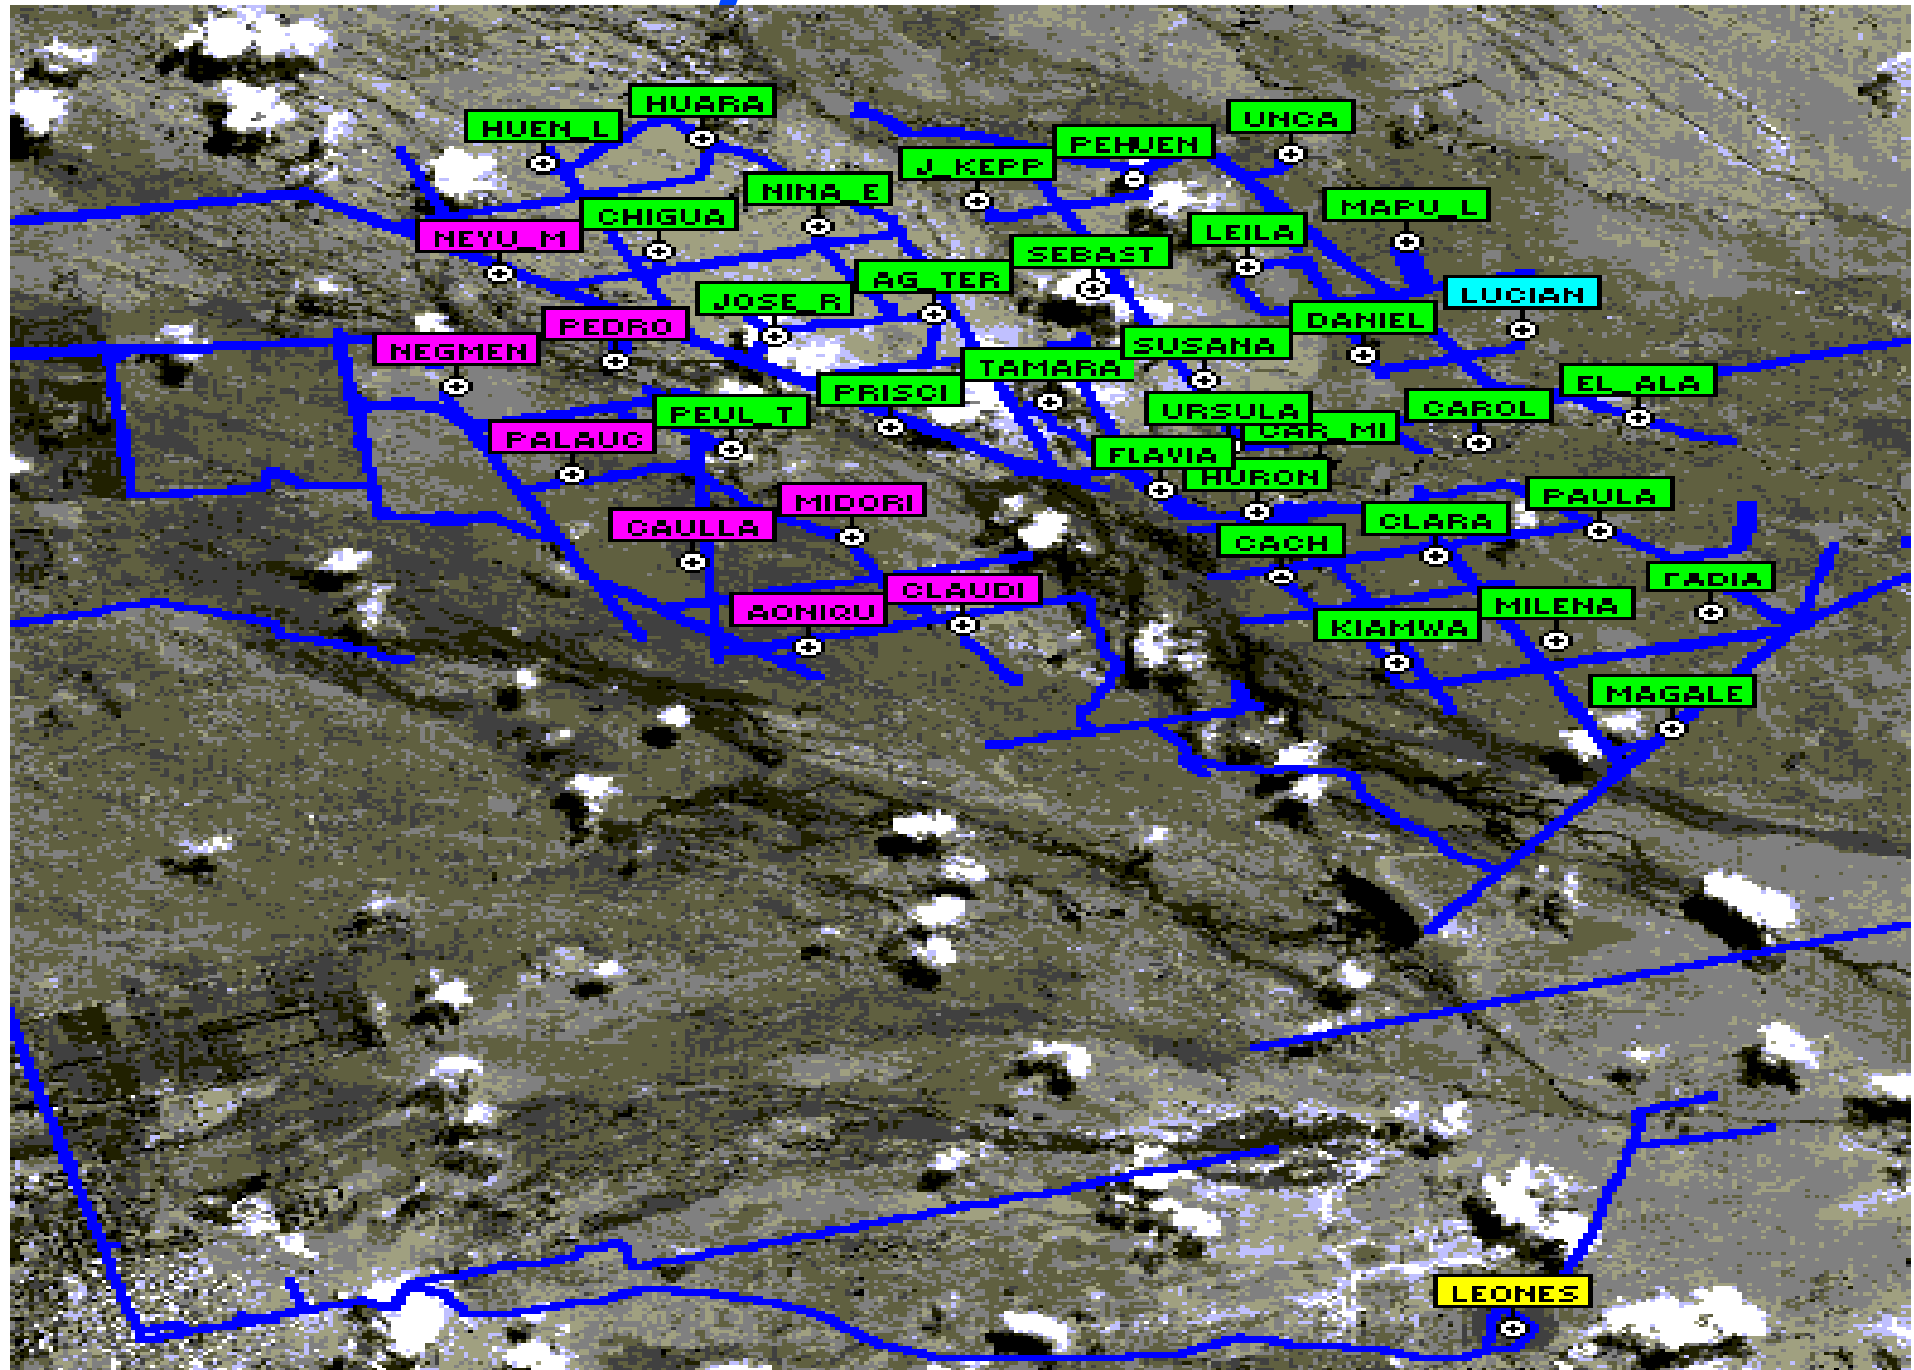 HUARA
HUEN_L
UNCA
PEHUEN
J_KEPP
NINA_E
MAPU_L
CHIGUA
NEYU_M
LEILA
SEBAST
AG_TER
LUCIAN
JOSE_R
PEDRO
DANIEL
NEGMEN
SUSANA
TAMARA
EL_ALA
PRISCI
PEUL_T
URSULA
CAROL
CAR_MI
PALAUC
FLAVIA
HURON
MIDORI
PAULA
CAULLA
CLARA
CACH
FADIA
CLAUDI
AONIQU
MILENA
KIAMWA
MAGALE
LEONES